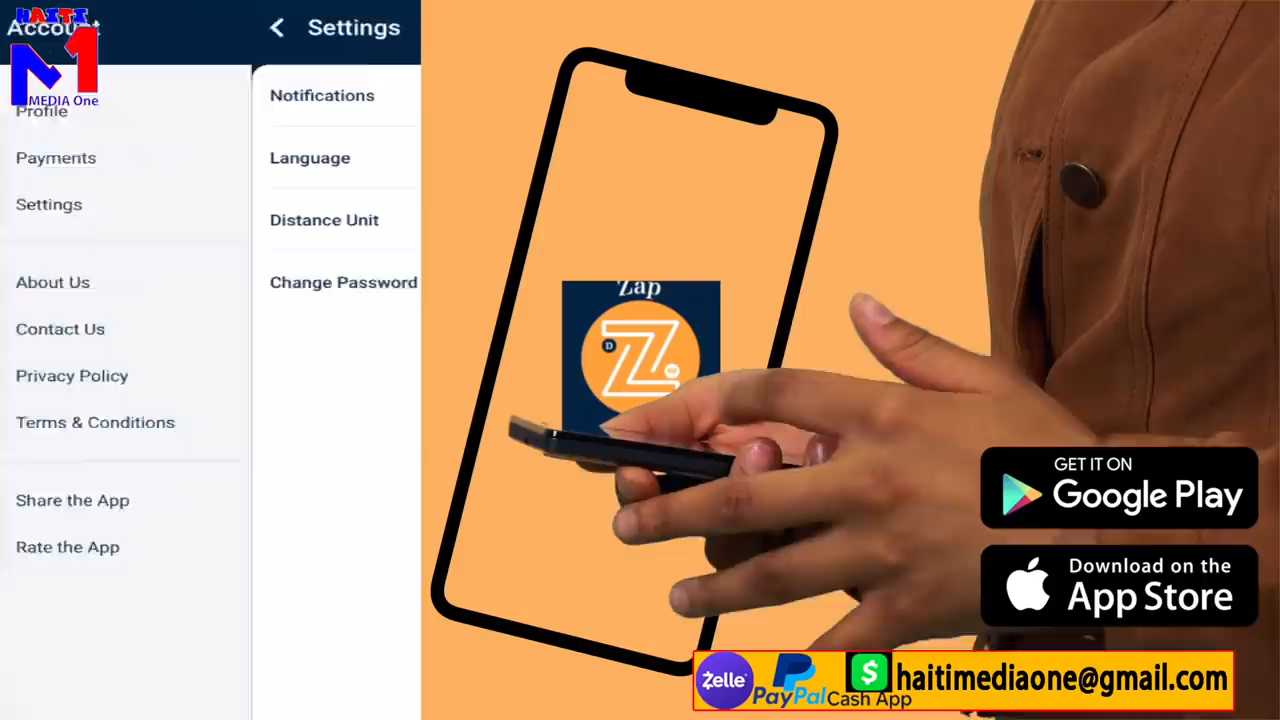 HAITI
M1
MEDIA One
Account
Profile
Payments
Settings
About Us
Contact Us
Privacy Policy
Terms & Conditions
Share the App
Rate the App
Settings
Notifications
Language
Distance Unit
Change Password
Zap
D
Z
GET IT ON
Google Play
Download on the
App Store
Zelle
PayPal
$
Cash App
haitimediaone@gmail.com